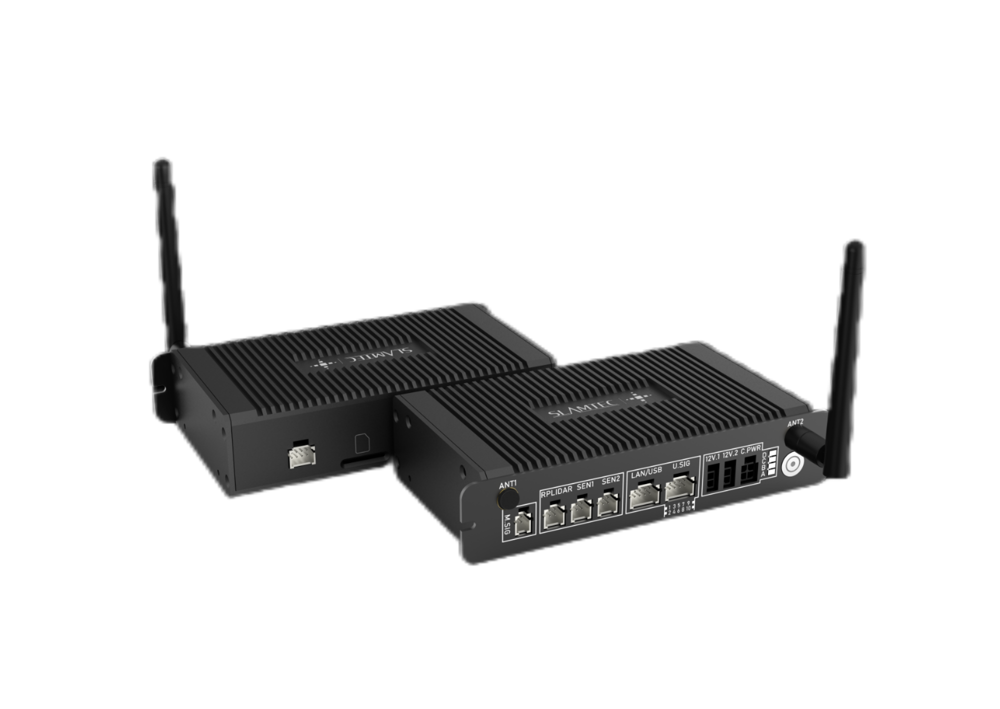 SLAMTEC
SLAMTEC
ANT2
ANT1
M.SIG
RPLIDAR SEN1 SEN2
LAN/USB U.SIG
1 3 5 7 9
2 4 6 8 10
12V.1 12V.2 C.PWR
D
C
B
A